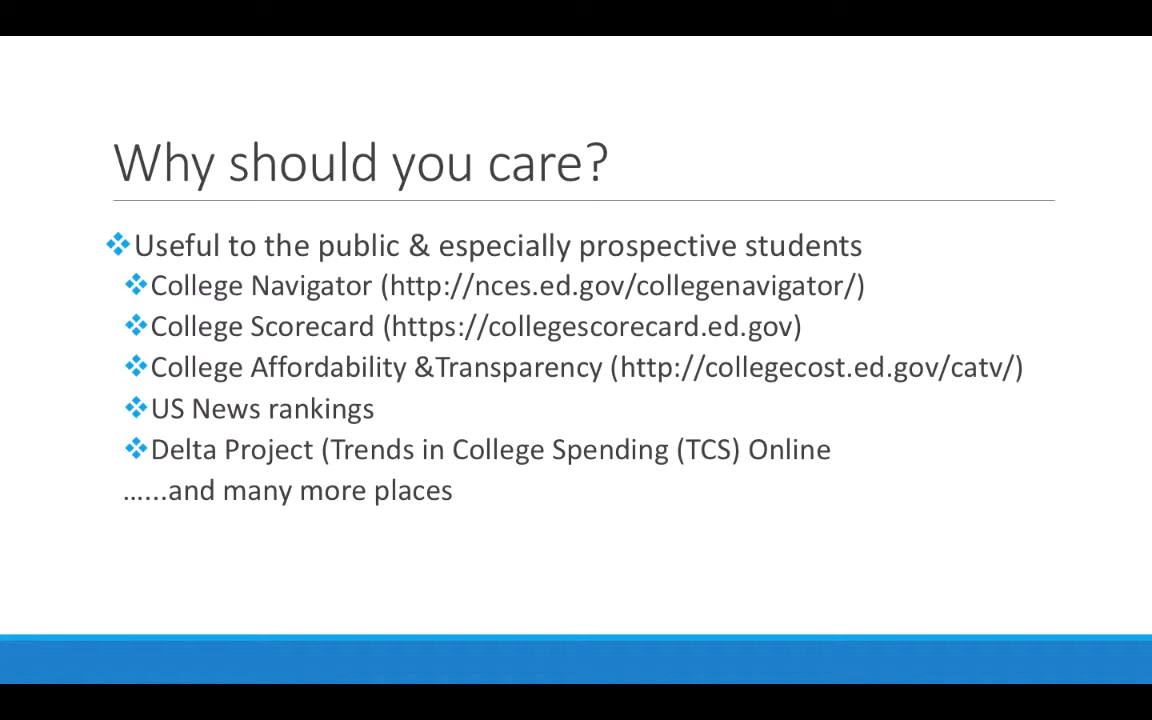 Why should you care?
❖Useful to the public & especially prospective students
❖College Navigator (http://nces.ed.gov/collegenavigator/)
❖College Scorecard (https://collegescorecard.ed.gov)
❖College Affordability &Transparency (http://collegecost.ed.gov/catv/)
❖US News rankings
❖Delta Project (Trends in College Spending (TCS) Online
…...and many more places